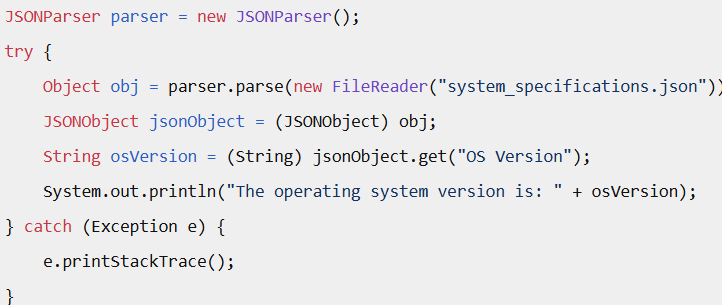 JSONParser parser = new JSONParser();
try {
Object obj = parser.parse(new FileReader("system_specifications.json"))
JSONObject jsonObject = (JSONObject) obj;
String osVersion = (String) jsonObject.get("OS Version");
System.out.println("The operating system version is: " + osVersion);
} catch (Exception e) {
e.printStackTrace();
}